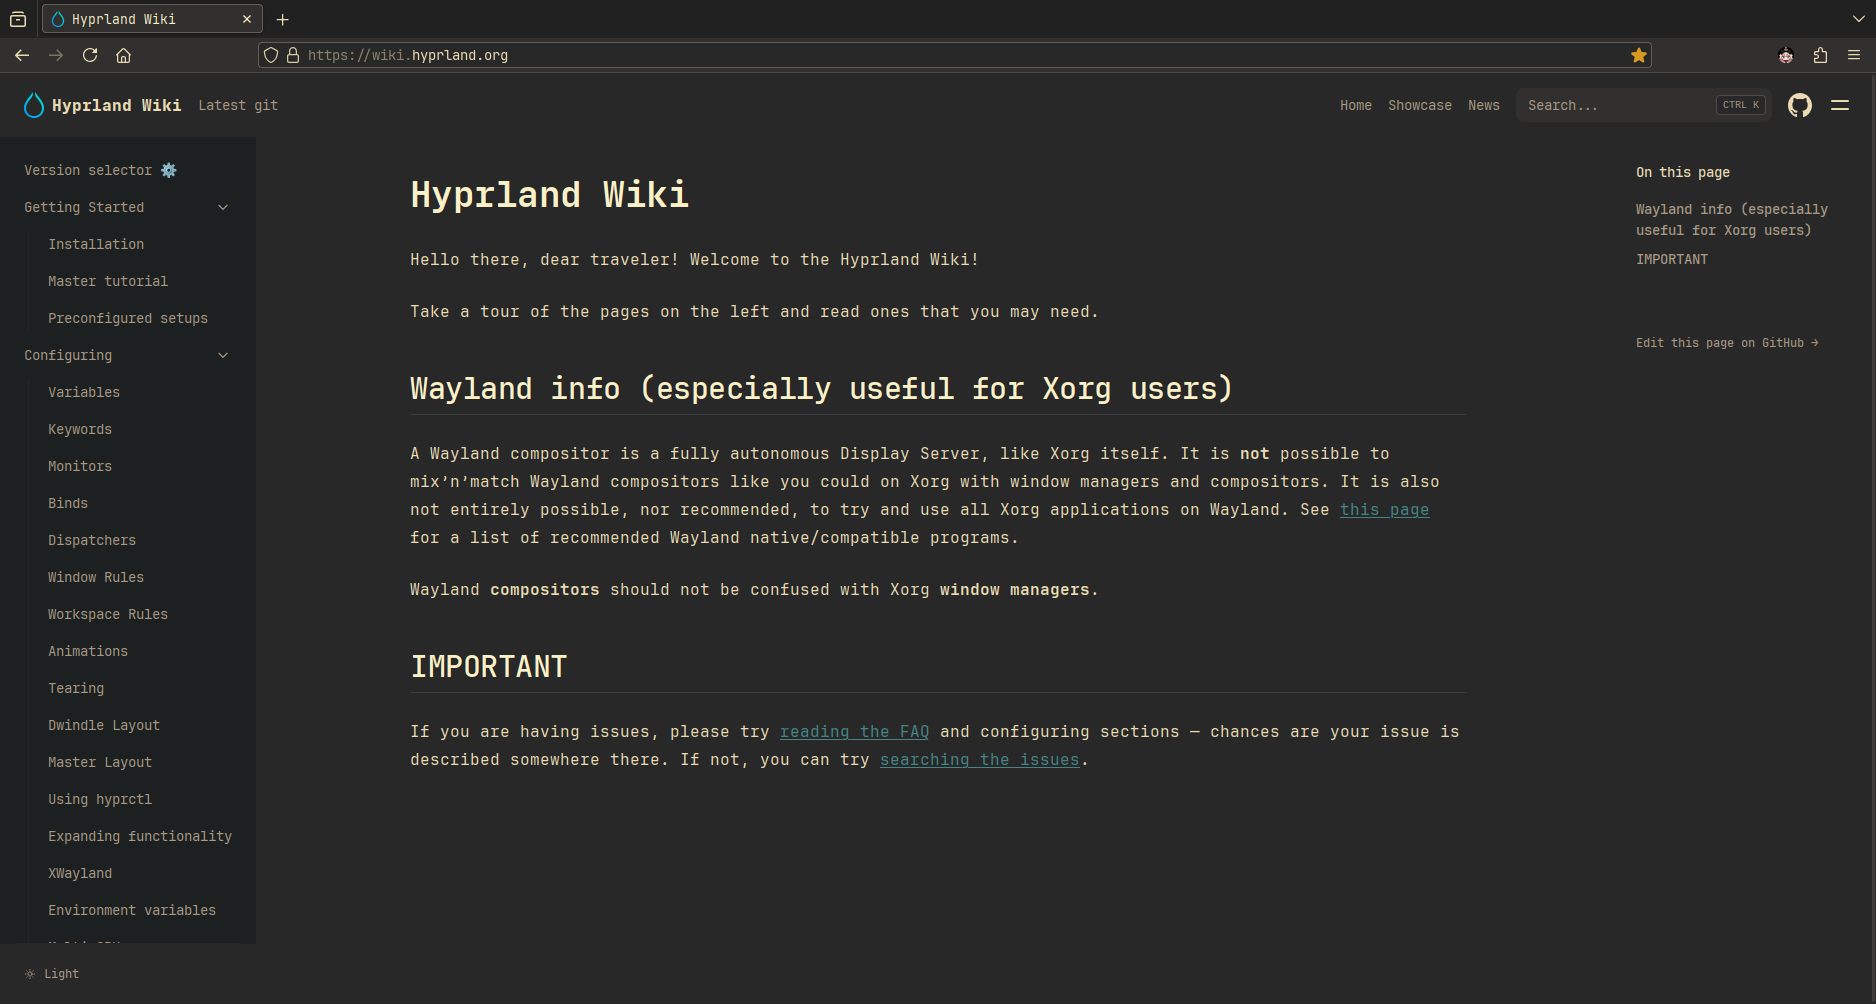 Hyprland Wiki
https://wiki.hyprland.org
Hyprland Wiki Latest git
Home Showcase News Search... CTRL K
Version selector ⚙️
Getting Started
Installation
Master tutorial
Preconfigured setups
Configuring
Variables
Keywords
Monitors
Binds
Dispatchers
Window Rules
Workspace Rules
Animations
Tearing
Dwindle Layout
Master Layout
Using hyprctl
Expanding functionality
XWayland
Environment variables
Light
Hyprland Wiki
Hello there, dear traveler! Welcome to the Hyprland Wiki!
Take a tour of the pages on the left and read ones that you may need.
Wayland info (especially useful for Xorg users)
A Wayland compositor is a fully autonomous Display Server, like Xorg itself. It is not possible to
mix’n’match Wayland compositors like you could on Xorg with window managers and compositors. It is also
not entirely possible, nor recommended, to try and use all Xorg applications on Wayland. See this page
for a list of recommended Wayland native/compatible programs.
Wayland compositors should not be confused with Xorg window managers.
IMPORTANT
If you are having issues, please try reading the FAQ and configuring sections — chances are your issue is
described somewhere there. If not, you can try searching the issues.
On this page
Wayland info (especially
useful for Xorg users)
IMPORTANT
Edit this page on GitHub →